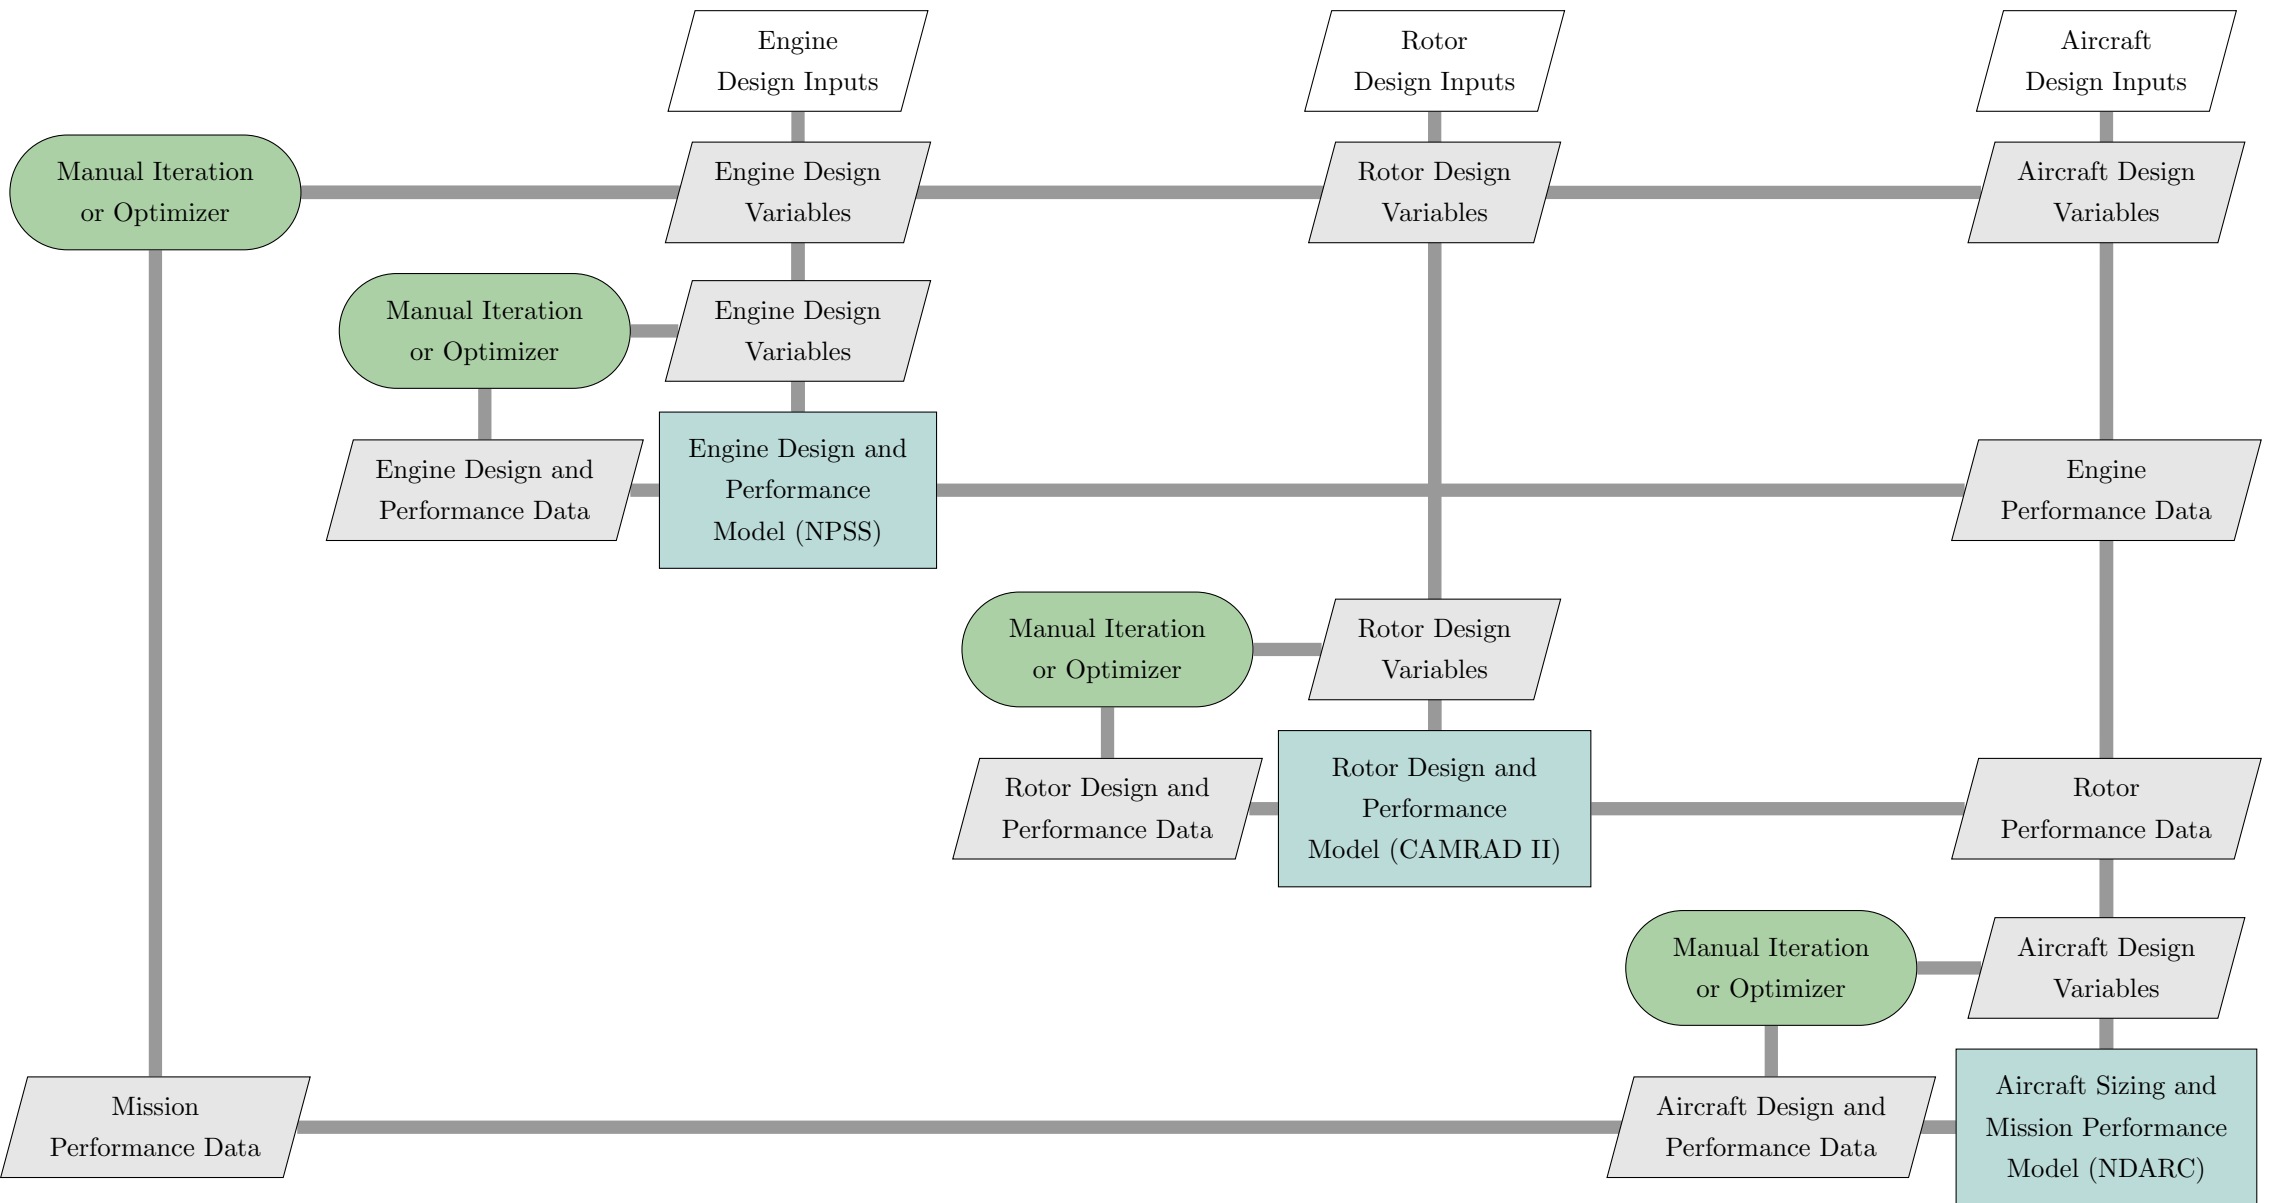 Engine
Design Inputs
Rotor
Design Inputs
Aircraft
Design Inputs
Manual Iteration
or Optimizer
Engine Design
Variables
Rotor Design
Variables
Aircraft Design
Variables
Manual Iteration
or Optimizer
Engine Design
Variables
Engine Design and
Performance Data
Engine Design and
Performance
Model (NPSS)
Engine
Performance Data
Manual Iteration
or Optimizer
Rotor Design
Variables
Rotor Design and
Performance Data
Rotor Design and
Performance
Model (CAMRAD II)
Rotor
Performance Data
Manual Iteration
or Optimizer
Aircraft Design
Variables
Mission
Performance Data
Aircraft Design and
Performance Data
Aircraft Sizing and
Mission Performance
Model (NDARC)